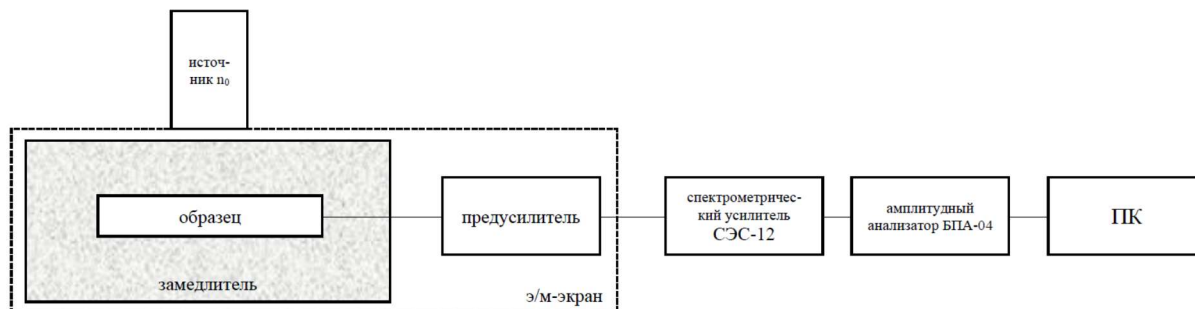 источ-
ник n₀
образец
замедлитель
предусилитель
э/м-экран
спектрометричес-
кий усилитель
СЭС-12
амплитудный
анализатор БПА-04
ПК